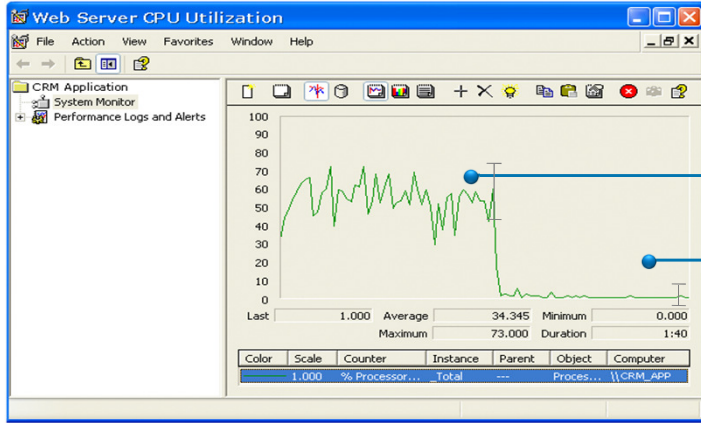 Web Server CPU Utilization
File Action View Favorites Window Help
CRM Application
System Monitor
Performance Logs and Alerts
100
90
80
70
60
50
40
30
20
10
0
Last 1.000 Average 34.345 Minimum 0.000
Maximum 73.000 Duration 1:40
Color Scale Counter Instance Parent Object Computer
1.000 % Processor... _Total --- Proces... \\CRM_APP